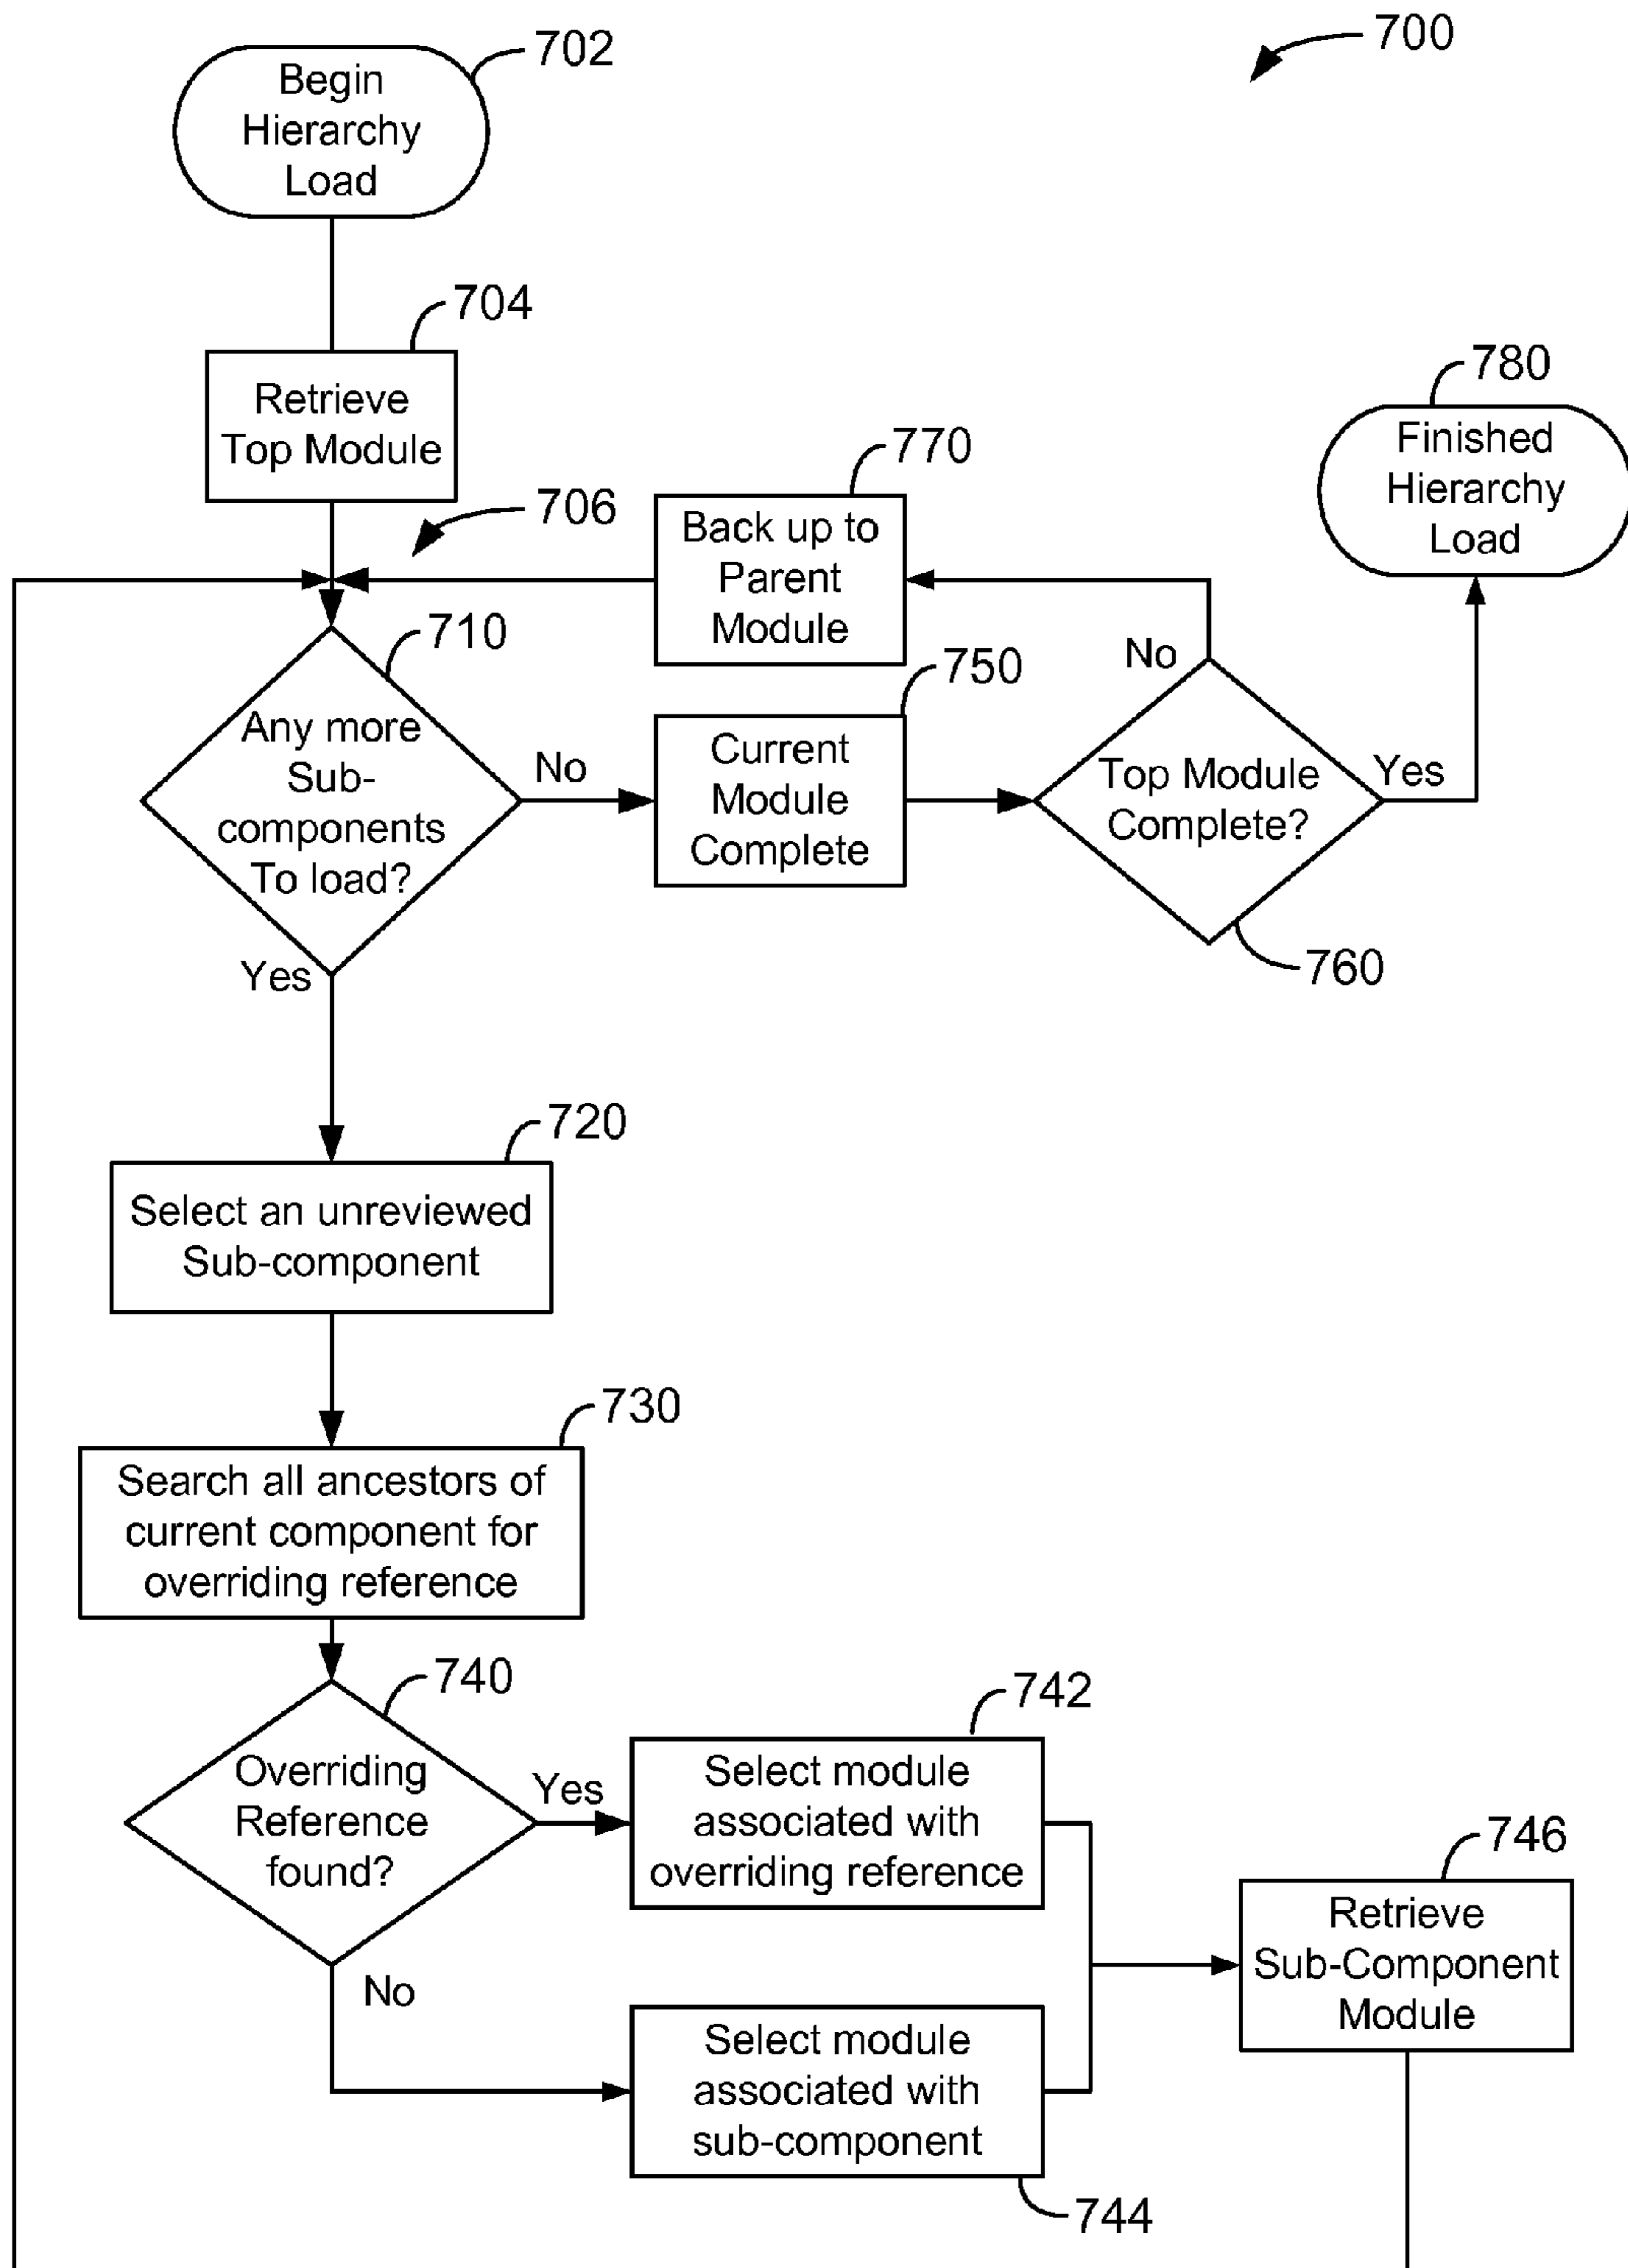 700
702
Begin
Hierarchy
Load
704
Retrieve
Top Module
706
770
Back up to
Parent
Module
780
Finished
Hierarchy
Load
710
Any more
Sub-
components
To load?
No
750
Current
Module
Complete
No
Top Module
Complete?
Yes
760
Yes
720
Select an unreviewed
Sub-component
730
Search all ancestors of
current component for
overriding reference
740
Overriding
Reference
found?
Yes
742
Select module
associated with
overriding reference
No
Select module
associated with
sub-component
744
746
Retrieve
Sub-Component
Module